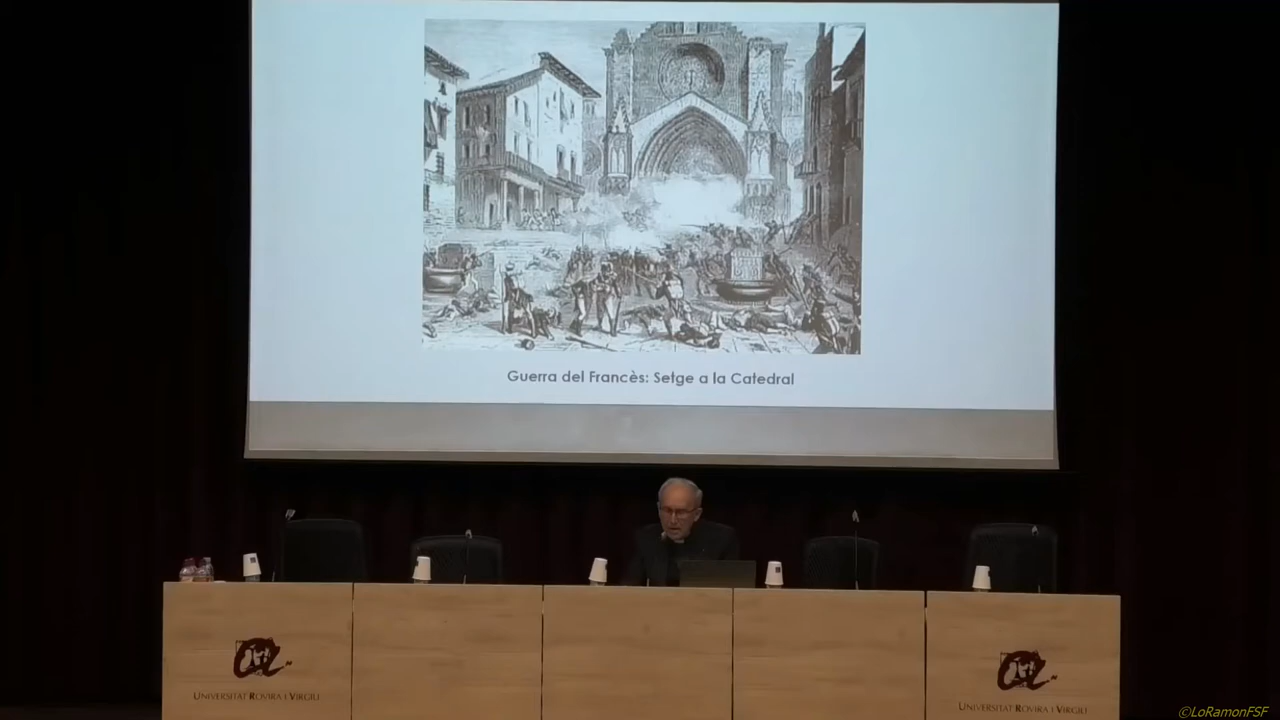 Guerra del Francès: Setge a la Catedral
UNIVERSITAT ROVIRA I VIRGILI
UNIVERSITAT ROVIRA I VIRGILI
©LoRamonFSF